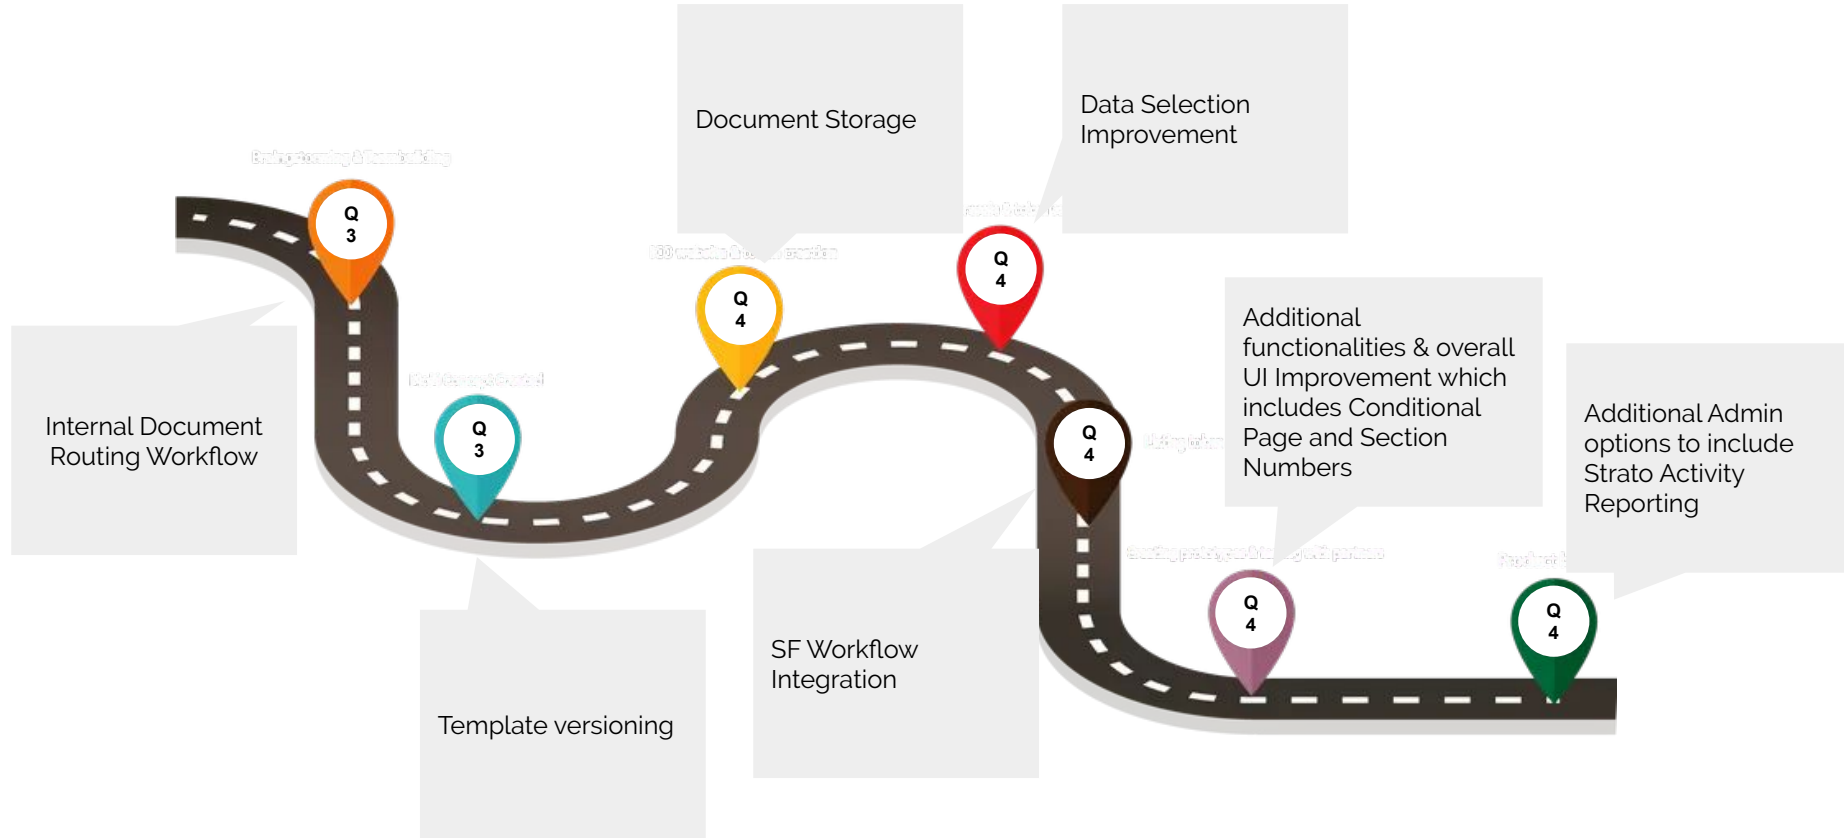 Document Storage
Data Selection
Improvement
Q
3
Q
4
Q
4
Internal Document
Routing Workflow
Q
3
Q
4
Additional
functionalities & overall
UI Improvement which
includes Conditional
Page and Section
Numbers
Additional Admin
options to include
Strato Activity
Reporting
Template versioning
SF Workflow
Integration
Q
4
Q
4